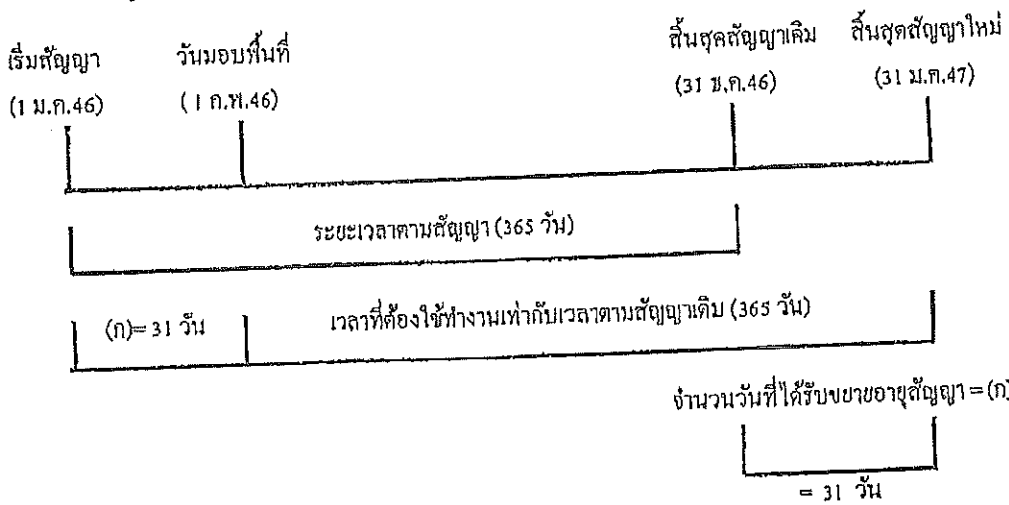 เริ่มสัญญา วันมอบพื้นที่ สิ้นสุดสัญญาเดิม สิ้นสุดสัญญาใหม่
(1 ม.ค.46) (1 ก.พ.46) (31 ธ.ค.46) (31 ม.ค.47)
ระยะเวลาตามสัญญา (365 วัน)
(ก)= 31 วัน เวลาที่ต้องใช้ทำงานเท่ากับเวลาตามสัญญาเดิม (365 วัน)
จำนวนวันที่ได้รับขยายอายุสัญญา = (ก)
= 31 วัน